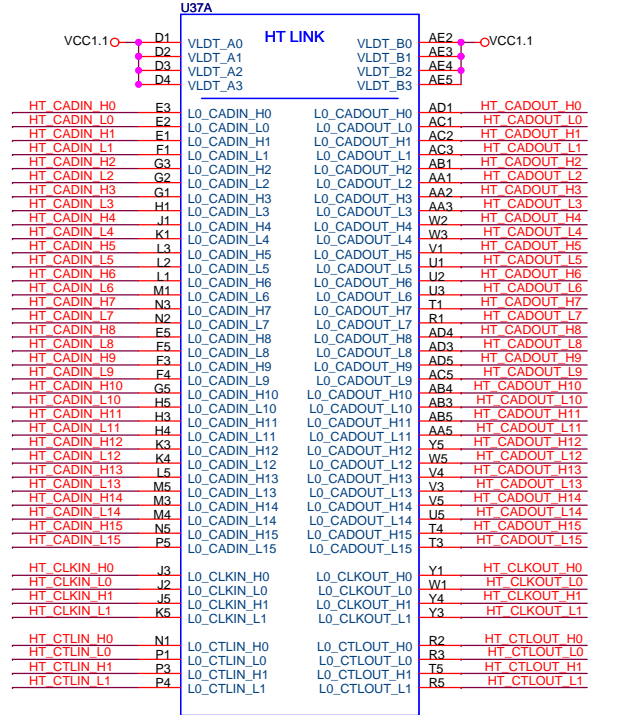 U37A
HT LINK
VCC1.1 D1 VLDT_A0 VLDT_B0 AE2 VCC1.1
D2 VLDT_A1 VLDT_B1 AE3
D3 VLDT_A2 VLDT_B2 AE4
D4 VLDT_A3 VLDT_B3 AE5
HT_CADIN_H0 E3 L0_CADIN_H0 L0_CADOUT_H0 AD1 HT_CADOUT_H0
HT_CADIN_L0 E2 L0_CADIN_L0 L0_CADOUT_L0 AC1 HT_CADOUT_L0
HT_CADIN_H1 E1 L0_CADIN_H1 L0_CADOUT_H1 AC2 HT_CADOUT_H1
HT_CADIN_L1 F1 L0_CADIN_L1 L0_CADOUT_L1 AC3 HT_CADOUT_L1
HT_CADIN_H2 G3 L0_CADIN_H2 L0_CADOUT_H2 AB1 HT_CADOUT_H2
HT_CADIN_L2 G2 L0_CADIN_L2 L0_CADOUT_L2 AA1 HT_CADOUT_L2
HT_CADIN_H3 G1 L0_CADIN_H3 L0_CADOUT_H3 AA2 HT_CADOUT_H3
HT_CADIN_L3 H1 L0_CADIN_L3 L0_CADOUT_L3 AA3 HT_CADOUT_L3
HT_CADIN_H4 J1 L0_CADIN_H4 L0_CADOUT_H4 W2 HT_CADOUT_H4
HT_CADIN_L4 K1 L0_CADIN_L4 L0_CADOUT_L4 W3 HT_CADOUT_L4
HT_CADIN_H5 L3 L0_CADIN_H5 L0_CADOUT_H5 V1 HT_CADOUT_H5
HT_CADIN_L5 L2 L0_CADIN_L5 L0_CADOUT_L5 U1 HT_CADOUT_L5
HT_CADIN_H6 L1 L0_CADIN_H6 L0_CADOUT_H6 U2 HT_CADOUT_H6
HT_CADIN_L6 M1 L0_CADIN_L6 L0_CADOUT_L6 U3 HT_CADOUT_L6
HT_CADIN_H7 N3 L0_CADIN_H7 L0_CADOUT_H7 T1 HT_CADOUT_H7
HT_CADIN_L7 N2 L0_CADIN_L7 L0_CADOUT_L7 R1 HT_CADOUT_L7
HT_CADIN_H8 E5 L0_CADIN_H8 L0_CADOUT_H8 AD4 HT_CADOUT_H8
HT_CADIN_L8 F5 L0_CADIN_L8 L0_CADOUT_L8 AD3 HT_CADOUT_L8
HT_CADIN_H9 F3 L0_CADIN_H9 L0_CADOUT_H9 AD5 HT_CADOUT_H9
HT_CADIN_L9 F4 L0_CADIN_L9 L0_CADOUT_L9 AC5 HT_CADOUT_L9
HT_CADIN_H10 G5 L0_CADIN_H10 L0_CADOUT_H10 AB4 HT_CADOUT_H10
HT_CADIN_L10 H5 L0_CADIN_L10 L0_CADOUT_L10 AB3 HT_CADOUT_L10
HT_CADIN_H11 H3 L0_CADIN_H11 L0_CADOUT_H11 AB5 HT_CADOUT_H11
HT_CADIN_L11 H4 L0_CADIN_L11 L0_CADOUT_L11 AA5 HT_CADOUT_L11
HT_CADIN_H12 K3 L0_CADIN_H12 L0_CADOUT_H12 Y5 HT_CADOUT_H12
HT_CADIN_L12 K4 L0_CADIN_L12 L0_CADOUT_L12 W5 HT_CADOUT_L12
HT_CADIN_H13 L5 L0_CADIN_H13 L0_CADOUT_H13 V4 HT_CADOUT_H13
HT_CADIN_L13 M5 L0_CADIN_L13 L0_CADOUT_L13 V3 HT_CADOUT_L13
HT_CADIN_H14 M3 L0_CADIN_H14 L0_CADOUT_H14 V5 HT_CADOUT_H14
HT_CADIN_L14 M4 L0_CADIN_L14 L0_CADOUT_L14 U5 HT_CADOUT_L14
HT_CADIN_H15 N5 L0_CADIN_H15 L0_CADOUT_H15 T4 HT_CADOUT_H15
HT_CADIN_L15 P5 L0_CADIN_L15 L0_CADOUT_L15 T3 HT_CADOUT_L15
HT_CLKIN_H0 J3 L0_CLKIN_H0 L0_CLKOUT_H0 Y1 HT_CLKOUT_H0
HT_CLKIN_L0 J2 L0_CLKIN_L0 L0_CLKOUT_L0 W1 HT_CLKOUT_L0
HT_CLKIN_H1 J5 L0_CLKIN_H1 L0_CLKOUT_H1 Y4 HT_CLKOUT_H1
HT_CLKIN_L1 K5 L0_CLKIN_L1 L0_CLKOUT_L1 Y3 HT_CLKOUT_L1
HT_CTLIN_H0 N1 L0_CTLIN_H0 L0_CTLOUT_H0 R2 HT_CTLOUT_H0
HT_CTLIN_L0 P1 L0_CTLIN_L0 L0_CTLOUT_L0 R3 HT_CTLOUT_L0
HT_CTLIN_H1 P3 L0_CTLIN_H1 L0_CTLOUT_H1 T5 HT_CTLOUT_H1
HT_CTLIN_L1 P4 L0_CTLIN_L1 L0_CTLOUT_L1 R5 HT_CTLOUT_L1